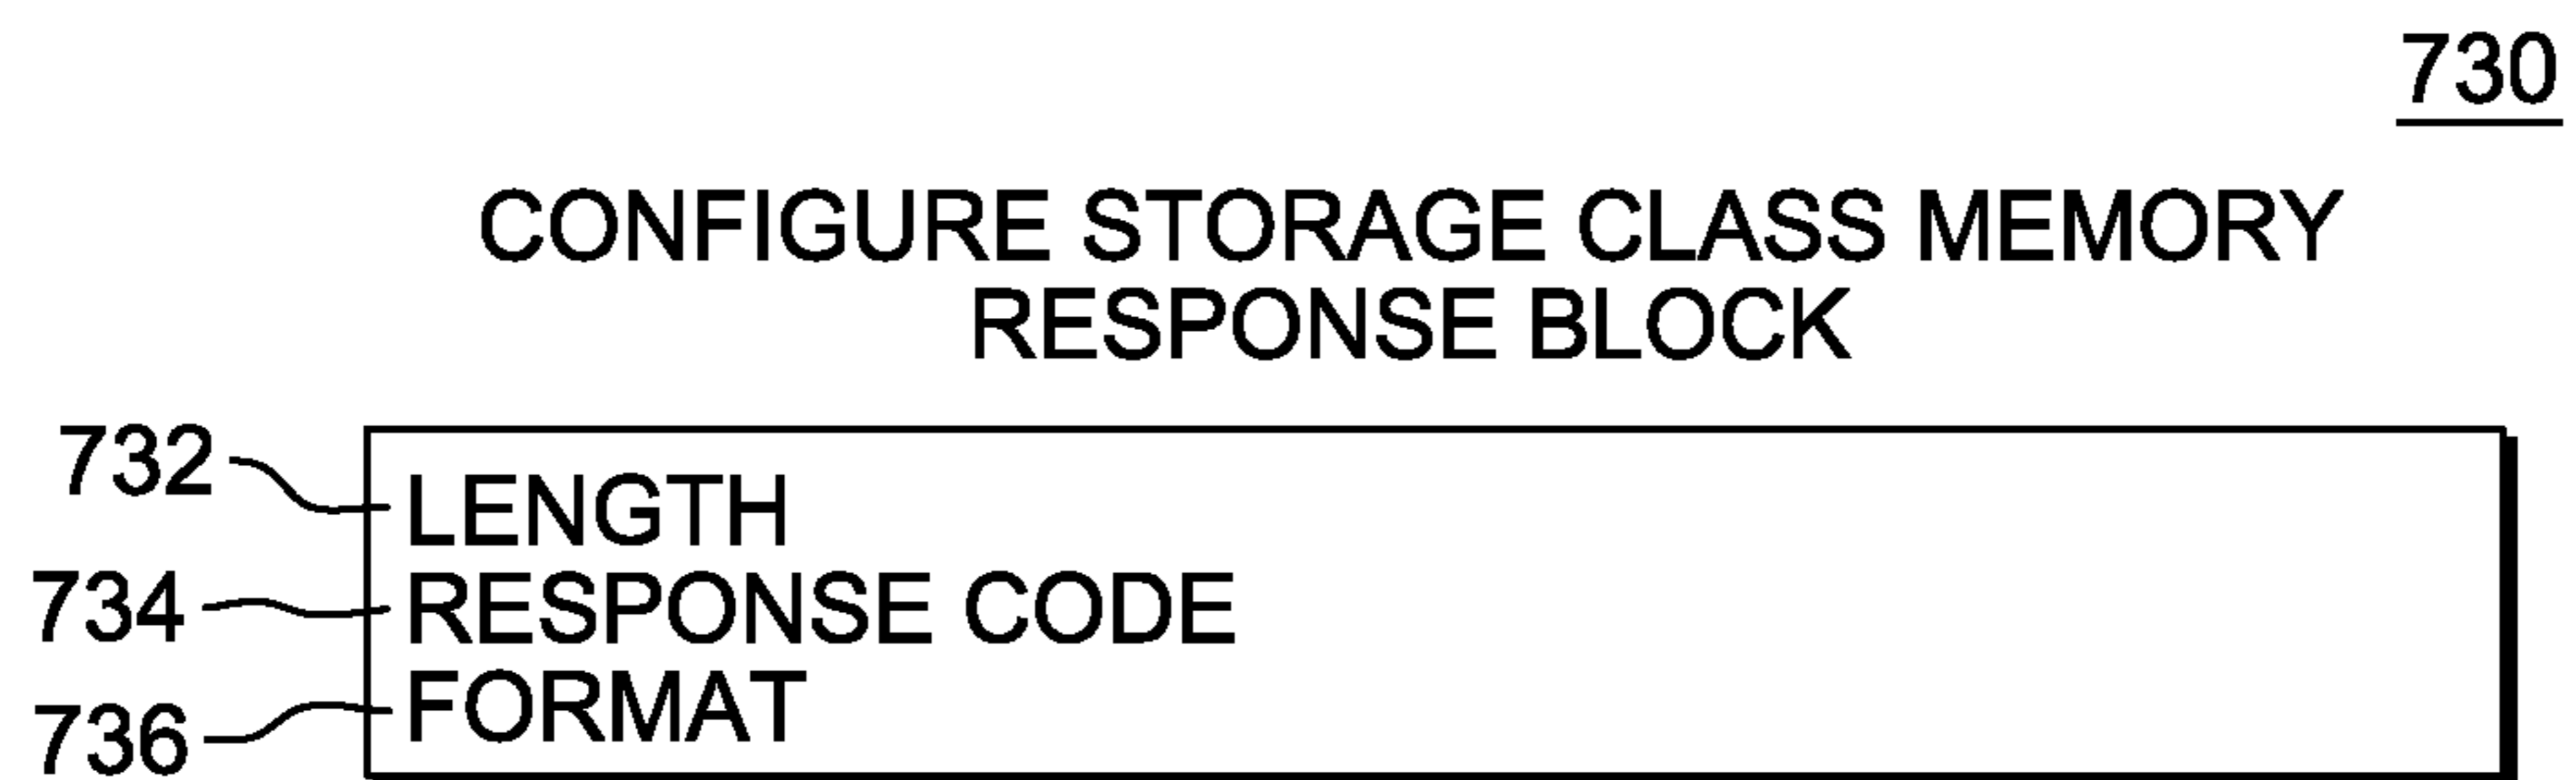 730
CONFIGURE STORAGE CLASS MEMORY
RESPONSE BLOCK
732 LENGTH
734 RESPONSE CODE
736 FORMAT